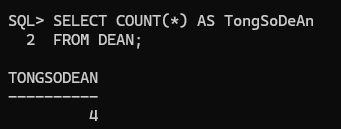 SQL> SELECT COUNT(*) AS TongSoDeAn
  2  FROM DEAN;
TONGSODEAN
----------
         4